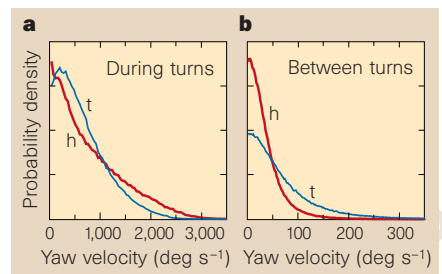 a
b
Probability density
During turns
t
h
0 1,000 2,000 3,000
Yaw velocity (deg s⁻¹)
Between turns
h
t
0 100 200 300
Yaw velocity (deg s⁻¹)